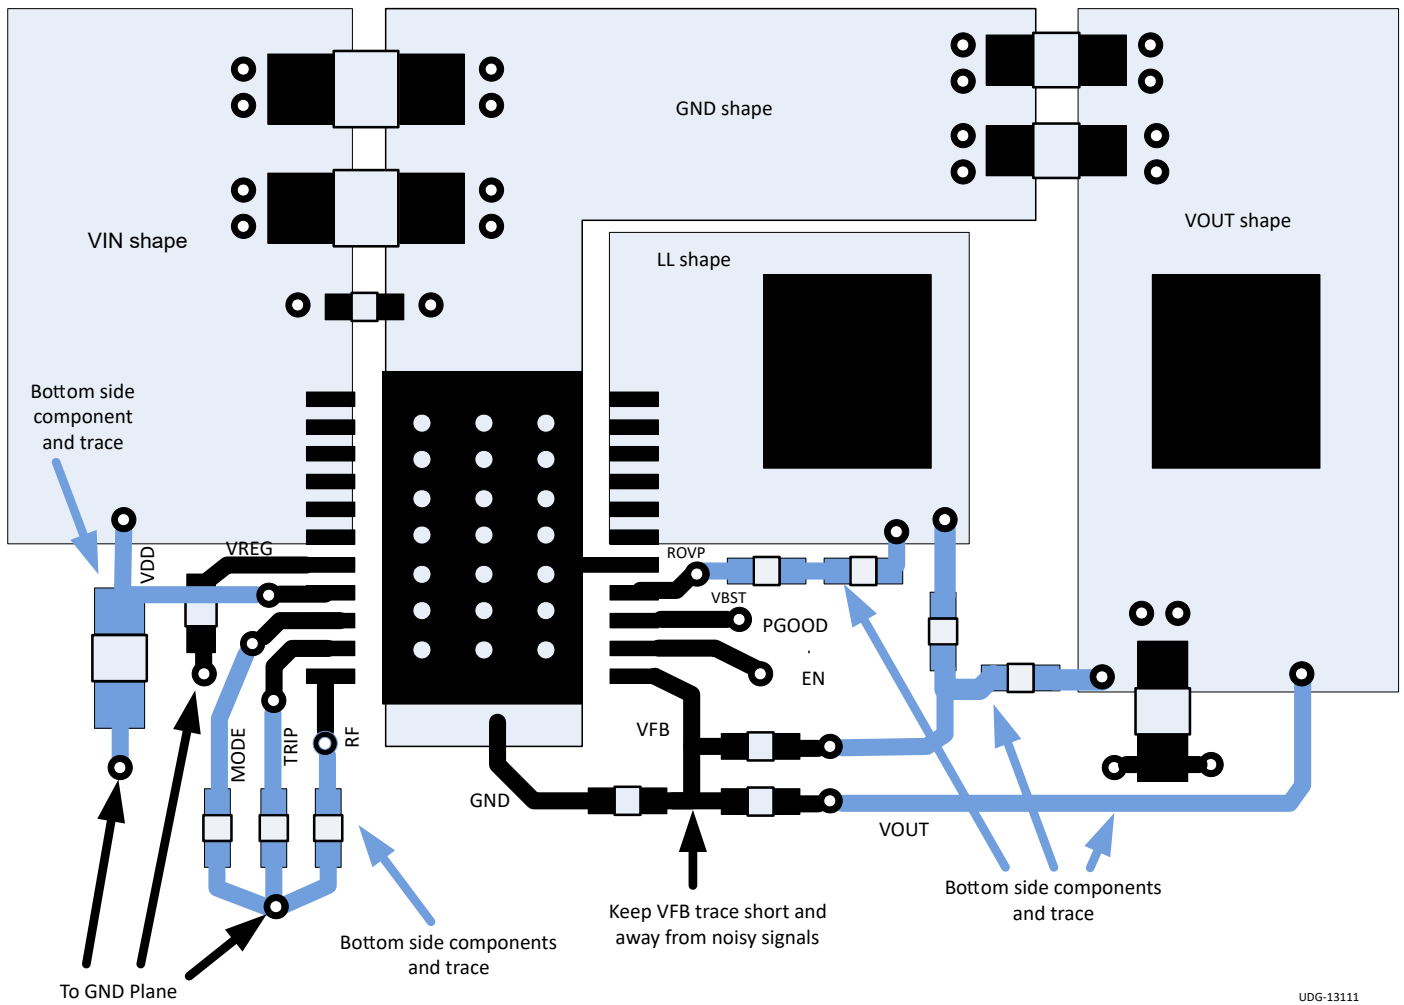 GND shape
VIN shape
VOUT shape
LL shape
Bottom side
component
and trace
VDD
VREG
ROVP
VBST
PGOOD
.
EN
MODE
TRIP
RF
VFB
GND
VOUT
Keep VFB trace short and
away from noisy signals
Bottom side components
and trace
Bottom side components
and trace
To GND Plane
UDG-13111